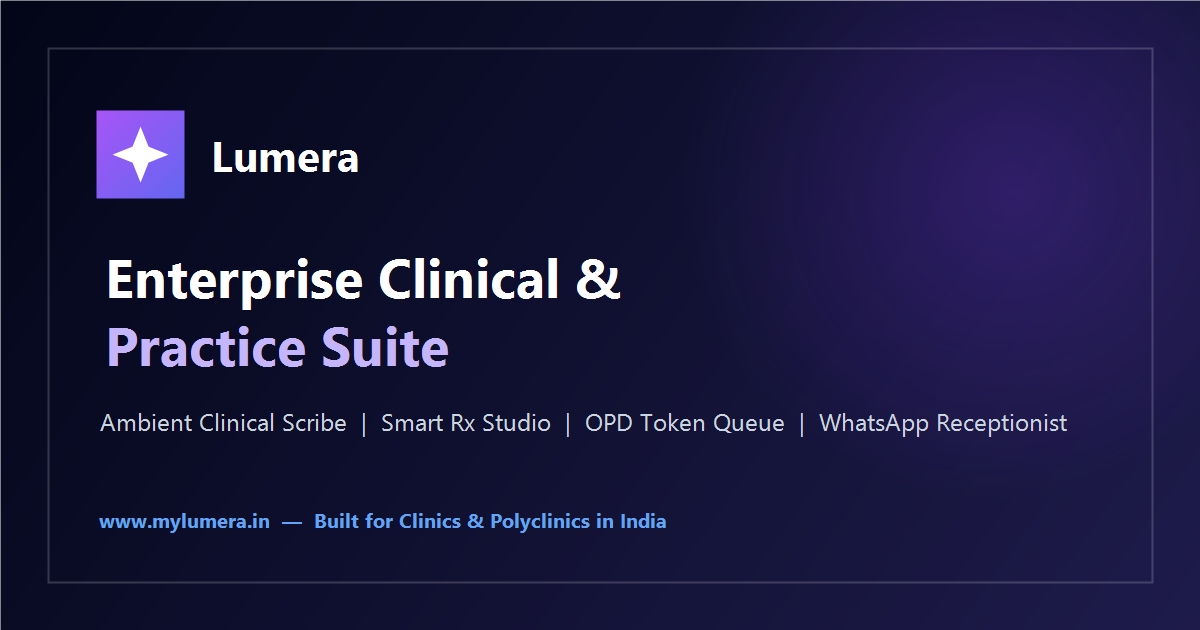 Lumera
Enterprise Clinical &
Practice Suite
Ambient Clinical Scribe | Smart Rx Studio | OPD Token Queue | WhatsApp Receptionist
www.mylumera.in — Built for Clinics & Polyclinics in India